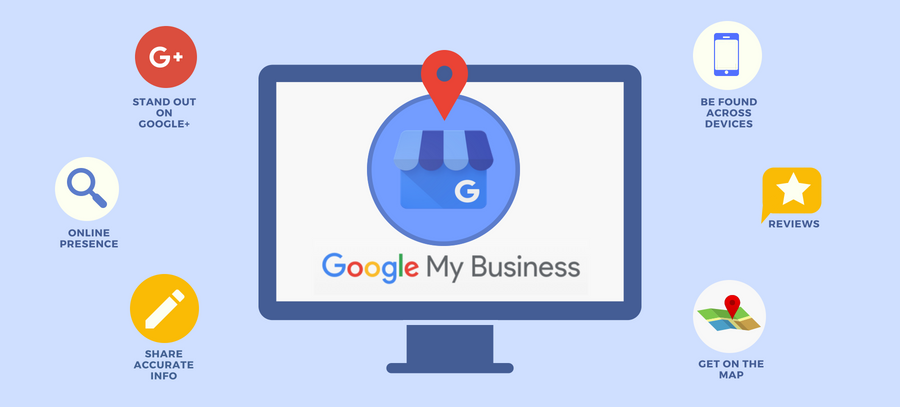 G+
STAND OUT
ON
GOOGLE+
ONLINE
PRESENCE
SHARE
ACCURATE
INFO
G
Google My Business
BE FOUND
ACROSS
DEVICES
REVIEWS
GET ON THE
MAP